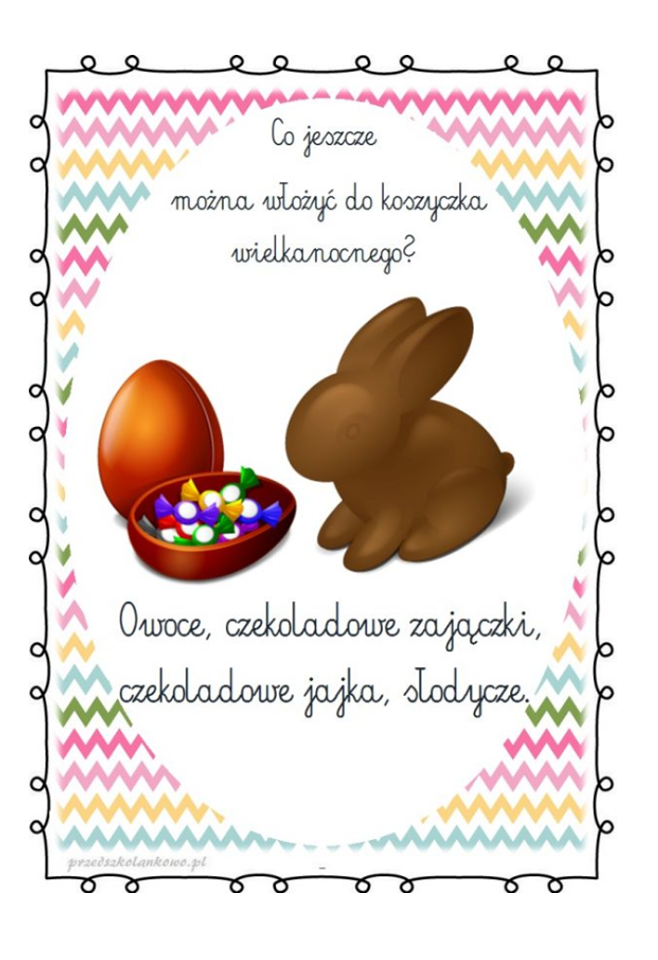 Co jeszcze
można włożyć do koszyczka
wielkanocnego?
Owoce, czekoladowe zajączki,
czekoladowe jajka, słodycze.
przedszkolankowo.pl